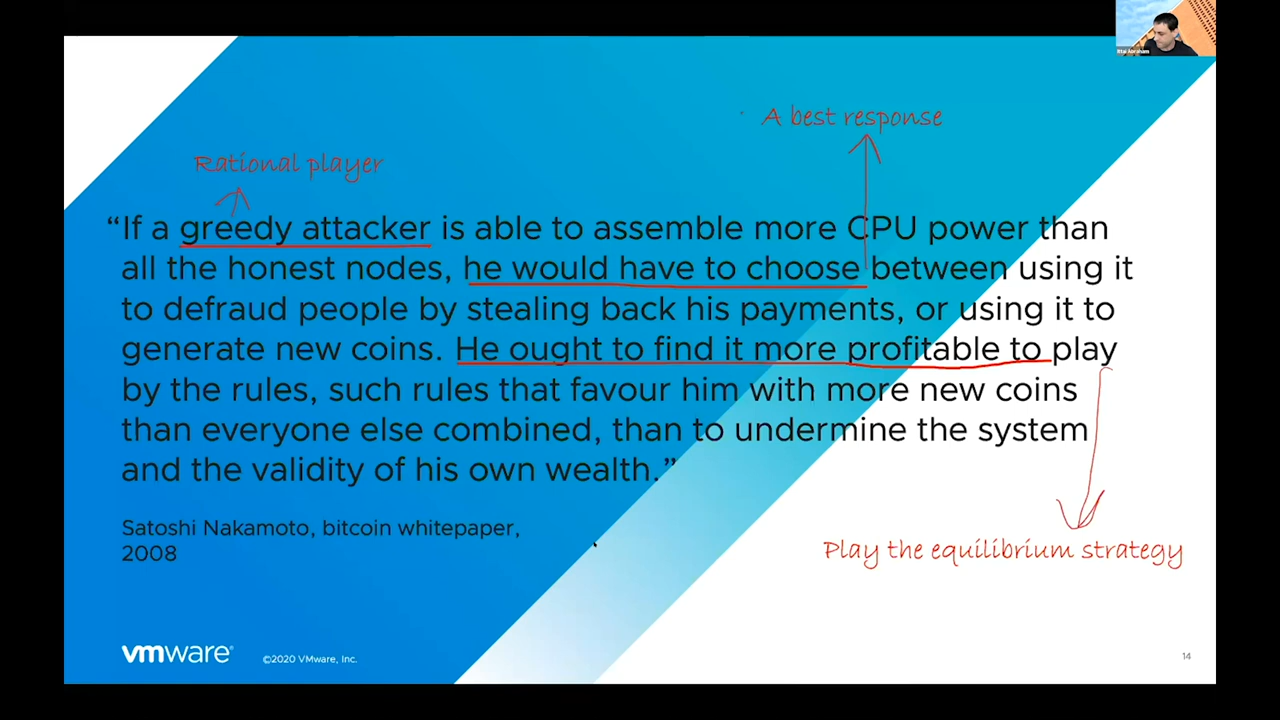 Ittai Abraham
A best response
Rational player
“If a greedy attacker is able to assemble more CPU power than
all the honest nodes, he would have to choose between using it
to defraud people by stealing back his payments, or using it to
generate new coins. He ought to find it more profitable to play
by the rules, such rules that favour him with more new coins
than everyone else combined, than to undermine the system
and the validity of his own wealth.”
Satoshi Nakamoto, bitcoin whitepaper,
2008
Play the equilibrium strategy
vmware®
©2020 VMware, Inc.
14